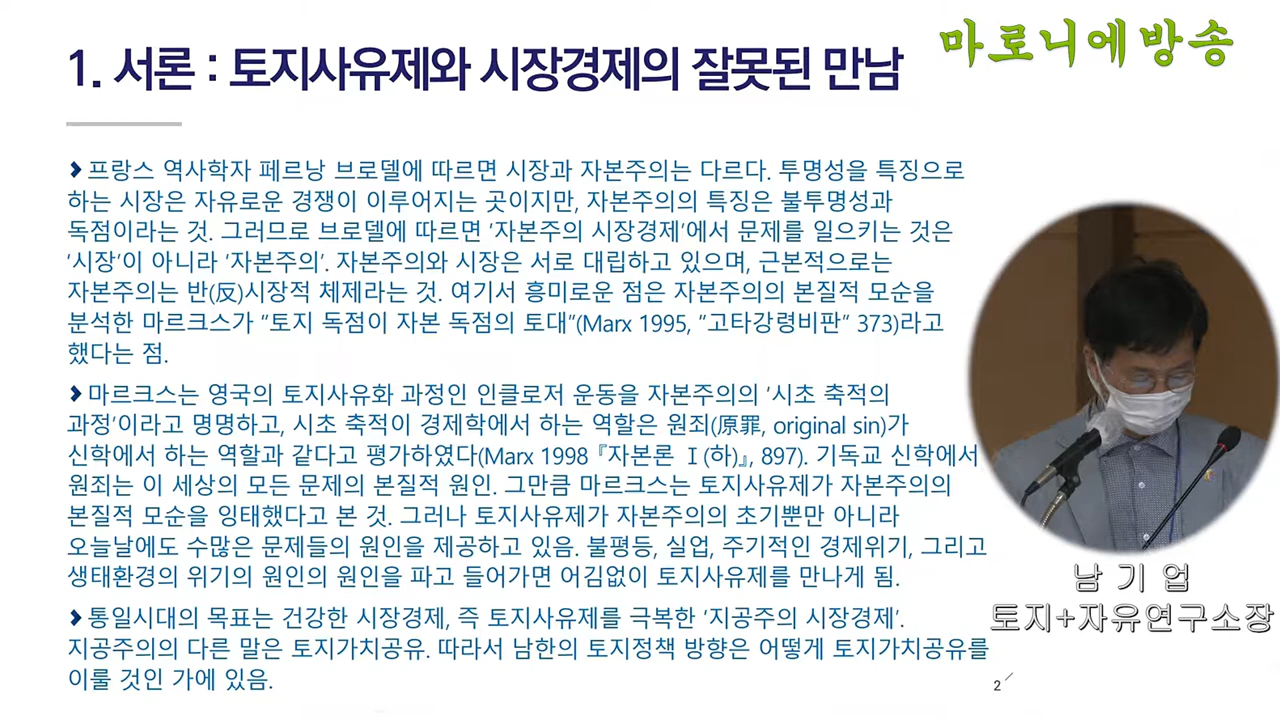 1. 서론 : 토지사유제와 시장경제의 잘못된 만남
마로니에방송
❯ 프랑스 역사학자 페르낭 브로델에 따르면 시장과 자본주의는 다르다. 투명성을 특징으로
하는 시장은 자유로운 경쟁이 이루어지는 곳이지만, 자본주의의 특징은 불투명성과
독점이라는 것. 그러므로 브로델에 따르면 ‘자본주의 시장경제’에서 문제를 일으키는 것은
‘시장’이 아니라 ‘자본주의’. 자본주의와 시장은 서로 대립하고 있으며, 근본적으로는
자본주의는 반(反)시장적 체제라는 것. 여기서 흥미로운 점은 자본주의의 본질적 모순을
분석한 마르크스가 “토지 독점이 자본 독점의 토대”(Marx 1995, “고타강령비판” 373)라고
했다는 점.
❯ 마르크스는 영국의 토지사유화 과정인 인클로저 운동을 자본주의의 ‘시초 축적의
과정’이라고 명명하고, 시초 축적이 경제학에서 하는 역할은 원죄(原罪, original sin)가
신학에서 하는 역할과 같다고 평가하였다(Marx 1998 『자본론 Ⅰ(하)』, 897). 기독교 신학에서
원죄는 이 세상의 모든 문제의 본질적 원인. 그만큼 마르크스는 토지사유제가 자본주의의
본질적 모순을 잉태했다고 본 것. 그러나 토지사유제가 자본주의의 초기뿐만 아니라
오늘날에도 수많은 문제들의 원인을 제공하고 있음. 불평등, 실업, 주기적인 경제위기, 그리고
생태환경의 위기의 원인의 원인을 파고 들어가면 어김없이 토지사유제를 만나게 됨.
❯ 통일시대의 목표는 건강한 시장경제, 즉 토지사유제를 극복한 ‘지공주의 시장경제’.
지공주의의 다른 말은 토지가치공유. 따라서 남한의 토지정책 방향은 어떻게 토지가치공유를
이룰 것인 가에 있음.
남 기 업
토지+자유연구소장
2